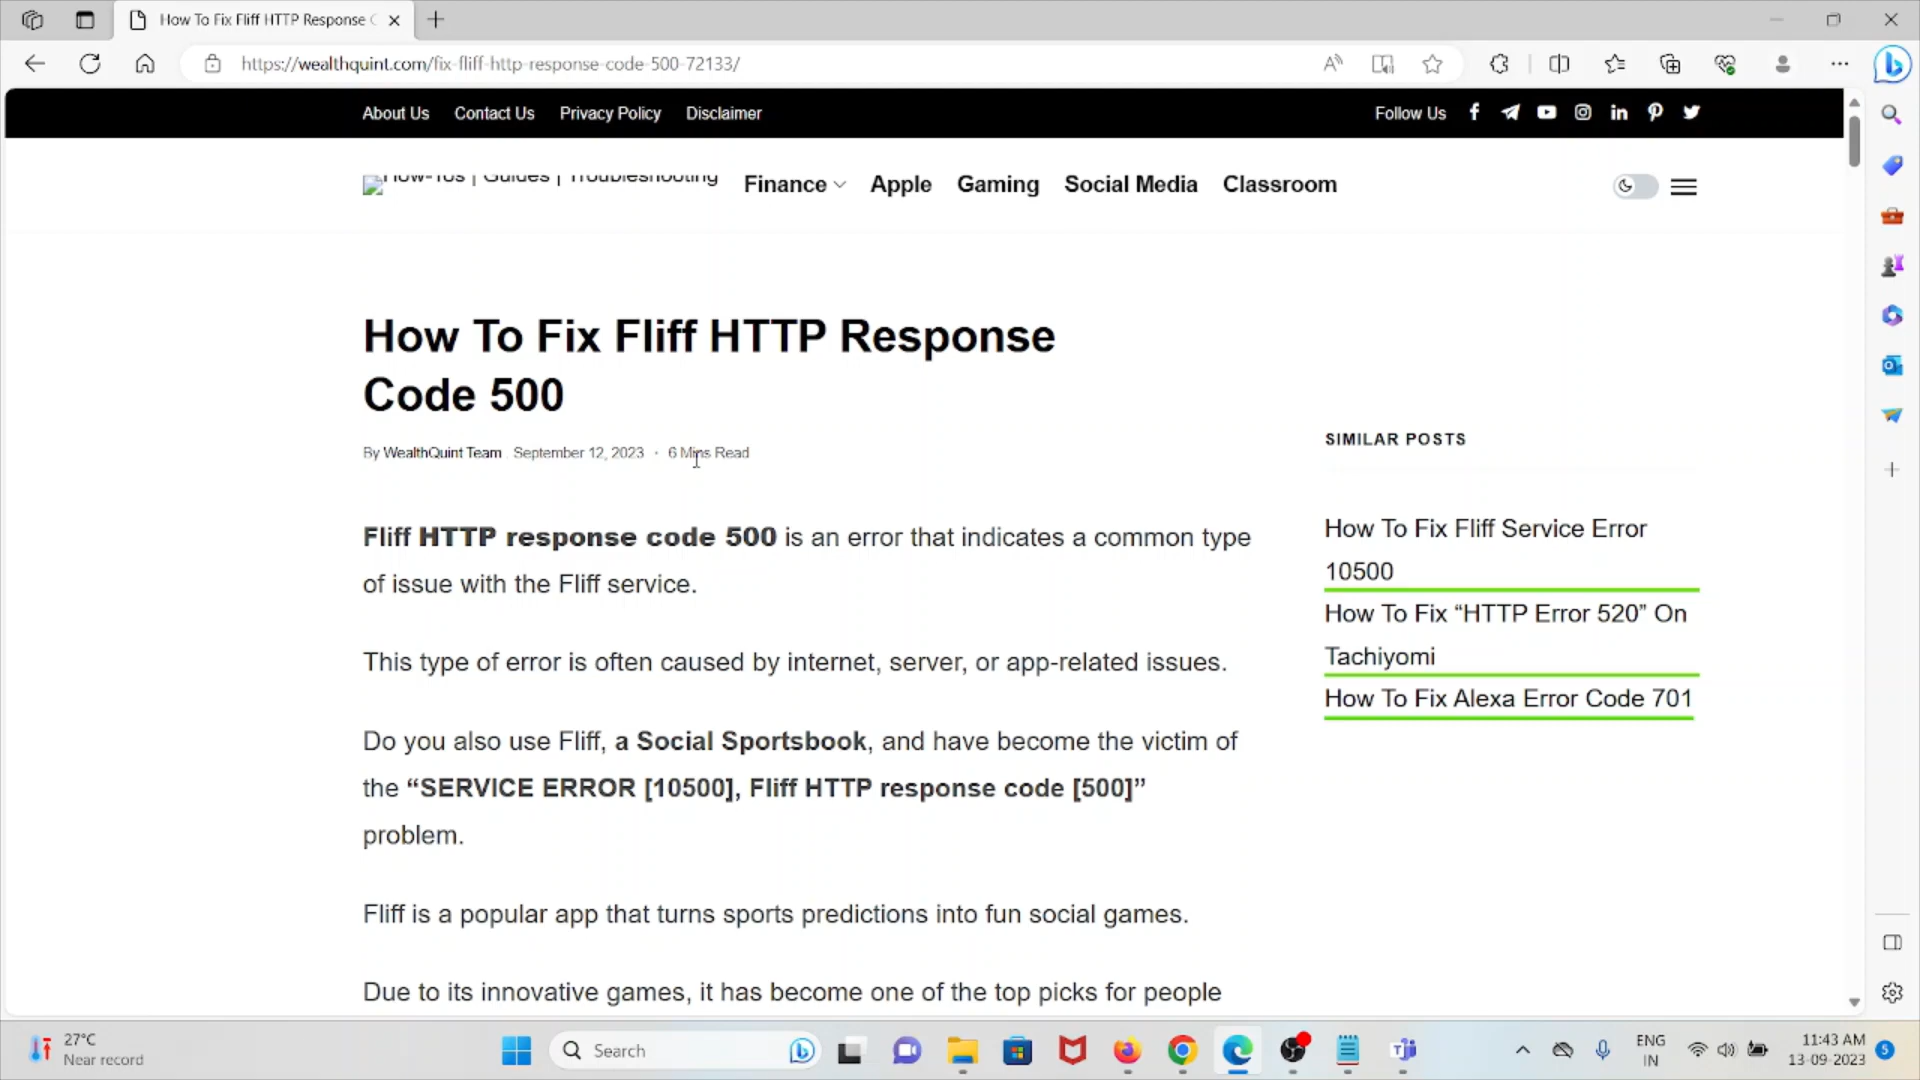 How To Fix Fliff HTTP Response C
https://wealthquint.com/fix-fliff-http-response-code-500-72133/
About Us Contact Us Privacy Policy Disclaimer Follow Us
How-Tos | Guides | Troubleshooting
Finance Apple Gaming Social Media Classroom
How To Fix Fliff HTTP Response
Code 500
By WealthQuint Team . September 12, 2023 · 6 Mins Read
Fliff HTTP response code 500 is an error that indicates a common type
of issue with the Fliff service.
This type of error is often caused by internet, server, or app-related issues.
Do you also use Fliff, a Social Sportsbook, and have become the victim of
the “SERVICE ERROR [10500], Fliff HTTP response code [500]”
problem.
Fliff is a popular app that turns sports predictions into fun social games.
Due to its innovative games, it has become one of the top picks for people
SIMILAR POSTS
How To Fix Fliff Service Error
10500
How To Fix “HTTP Error 520” On
Tachiyomi
How To Fix Alexa Error Code 701
27°C
Near record
Search
ENG
IN
11:43 AM
13-09-2023
5